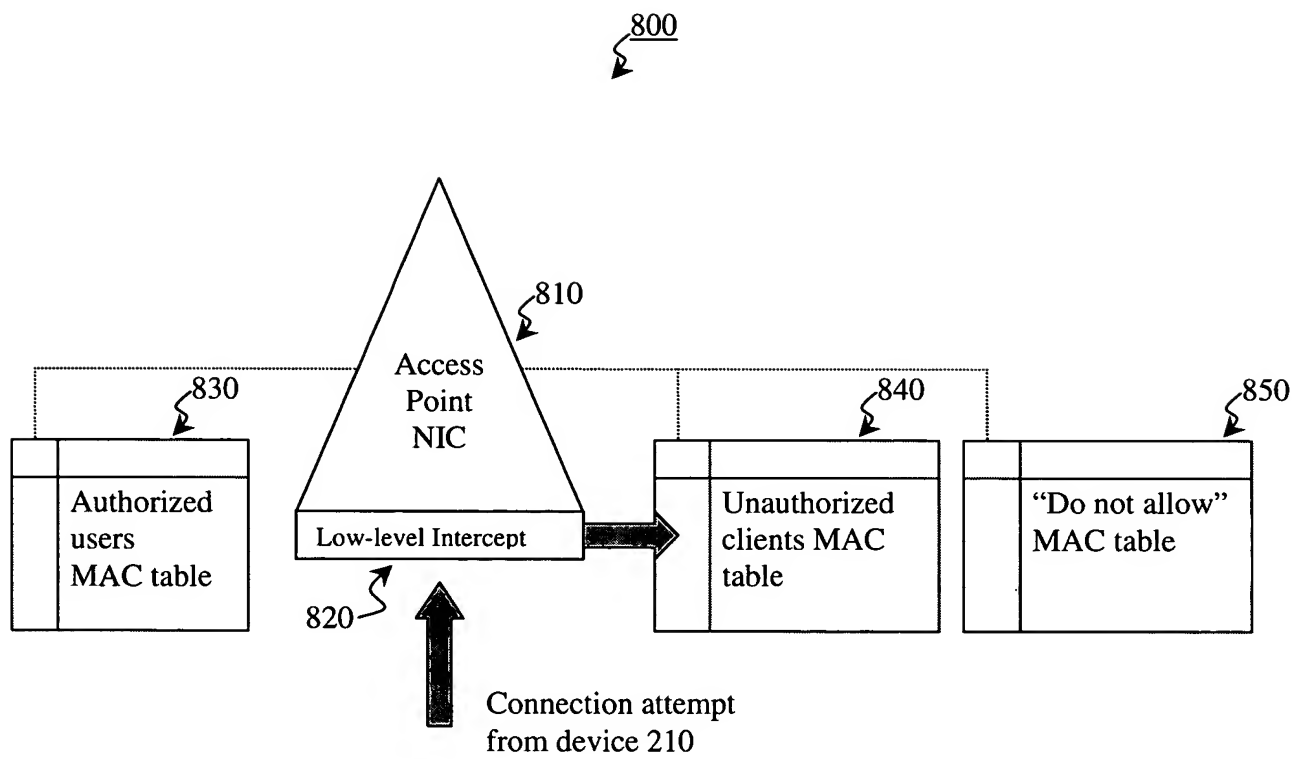 800
810
Access
Point
NIC
830
840
850
Authorized
users
MAC table
Low-level Intercept
Unauthorized
clients MAC
table
“Do not allow”
MAC table
820
Connection attempt
from device 210